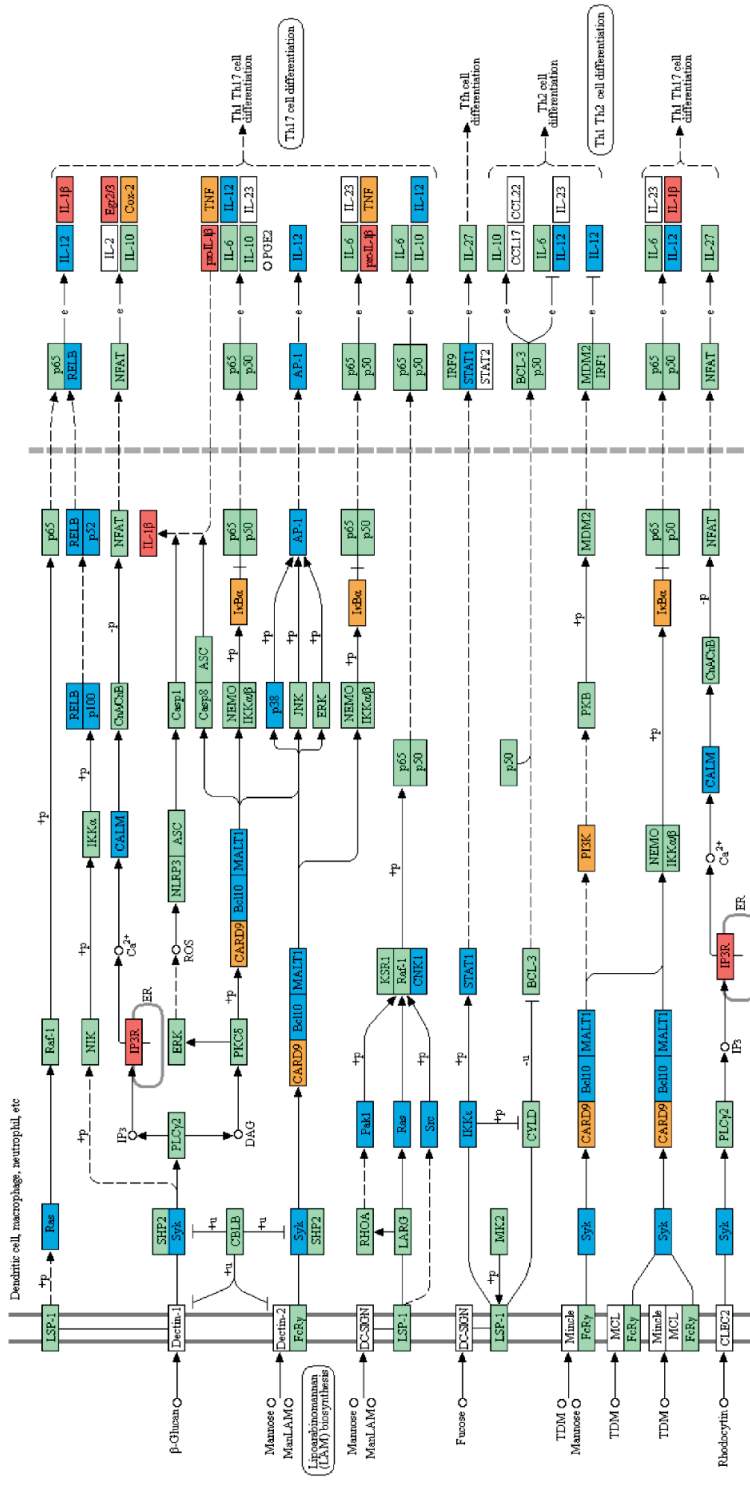 Dendritic cell, macrophage, neutrophil, etc
LSP-1
+p
Ras
Raf-1
+p
p65
p65
RELB
e
IL-12
IL-1β
β-Glucan
Dectin-1
SHP2
Syk
+p
NIK
+p
IKKα
+p
RELB
p100
RELB
p52
PLCγ2
IP3
DAG
IP3R
ER
Ca2+
CALM
CnA/CnB
-p
NFAT
NFAT
e
IL-2
IL-10
Egr2/3
Cox-2
ERK
ROS
NLRP3
ASC
Casp1
IL-1β
PKCδ
+p
CARD9
Bcl10
MALT1
Casp8
ASC
NEMO
IKKα/β
+p
IκBα
p65
p50
p65
p50
e
pro-IL-1β
TNF
IL-6
IL-12
IL-10
IL-23
PGE2
Th1 Th17 cell
differentiation
Th17 cell differentiation
CBLB
+u
+u
+u
p38
JNK
ERK
+p
+p
+p
AP-1
AP-1
e
IL-12
Mannose
ManLAM
Lipoarabinomannan
(LAM) biosynthesis
Dectin-2
FcRγ
Syk
SHP2
CARD9
Bcl10
MALT1
NEMO
IKKα/β
+p
IκBα
p65
p50
p65
p50
e
IL-6
IL-23
pro-IL-1β
TNF
Mannose
ManLAM
DC-SIGN
LSP-1
RHOA
LARG
Pak1
Ras
Src
+p
+p
+p
KSR1
Raf-1
CNK1
+p
p65
p50
p65
p50
e
IL-6
IL-10
IL-12
Fucose
DC-SIGN
LSP-1
MK2
+p
IKKε
+p
+p
CYLD
-u
STAT1
BCL-3
p50
IRF9
STAT1
STAT2
e
IL-27
Tfh cell
differentiation
BCL-3
p50
e
e
IL-10
CCL17
CCL22
IL-6
IL-12
IL-23
Th2 cell
differentiation
Th1 Th2 cell differentiation
TDM
Mannose
Mincle
FcRγ
Syk
CARD9
Bcl10
MALT1
PI3K
PKB
+p
MDM2
MDM2
IRF1
e
IL-12
TDM
MCL
FcRγ
TDM
Mincle
MCL
FcRγ
Syk
CARD9
Bcl10
MALT1
NEMO
IKKα/β
+p
IκBα
p65
p50
p65
p50
e
IL-6
IL-23
IL-12
IL-1β
Th1 Th17 cell
differentiation
Rhodocytin
CLEC2
Syk
PLCγ2
IP3
IP3R
ER
Ca2+
CALM
CnA/CnB
-p
NFAT
NFAT
e
IL-27